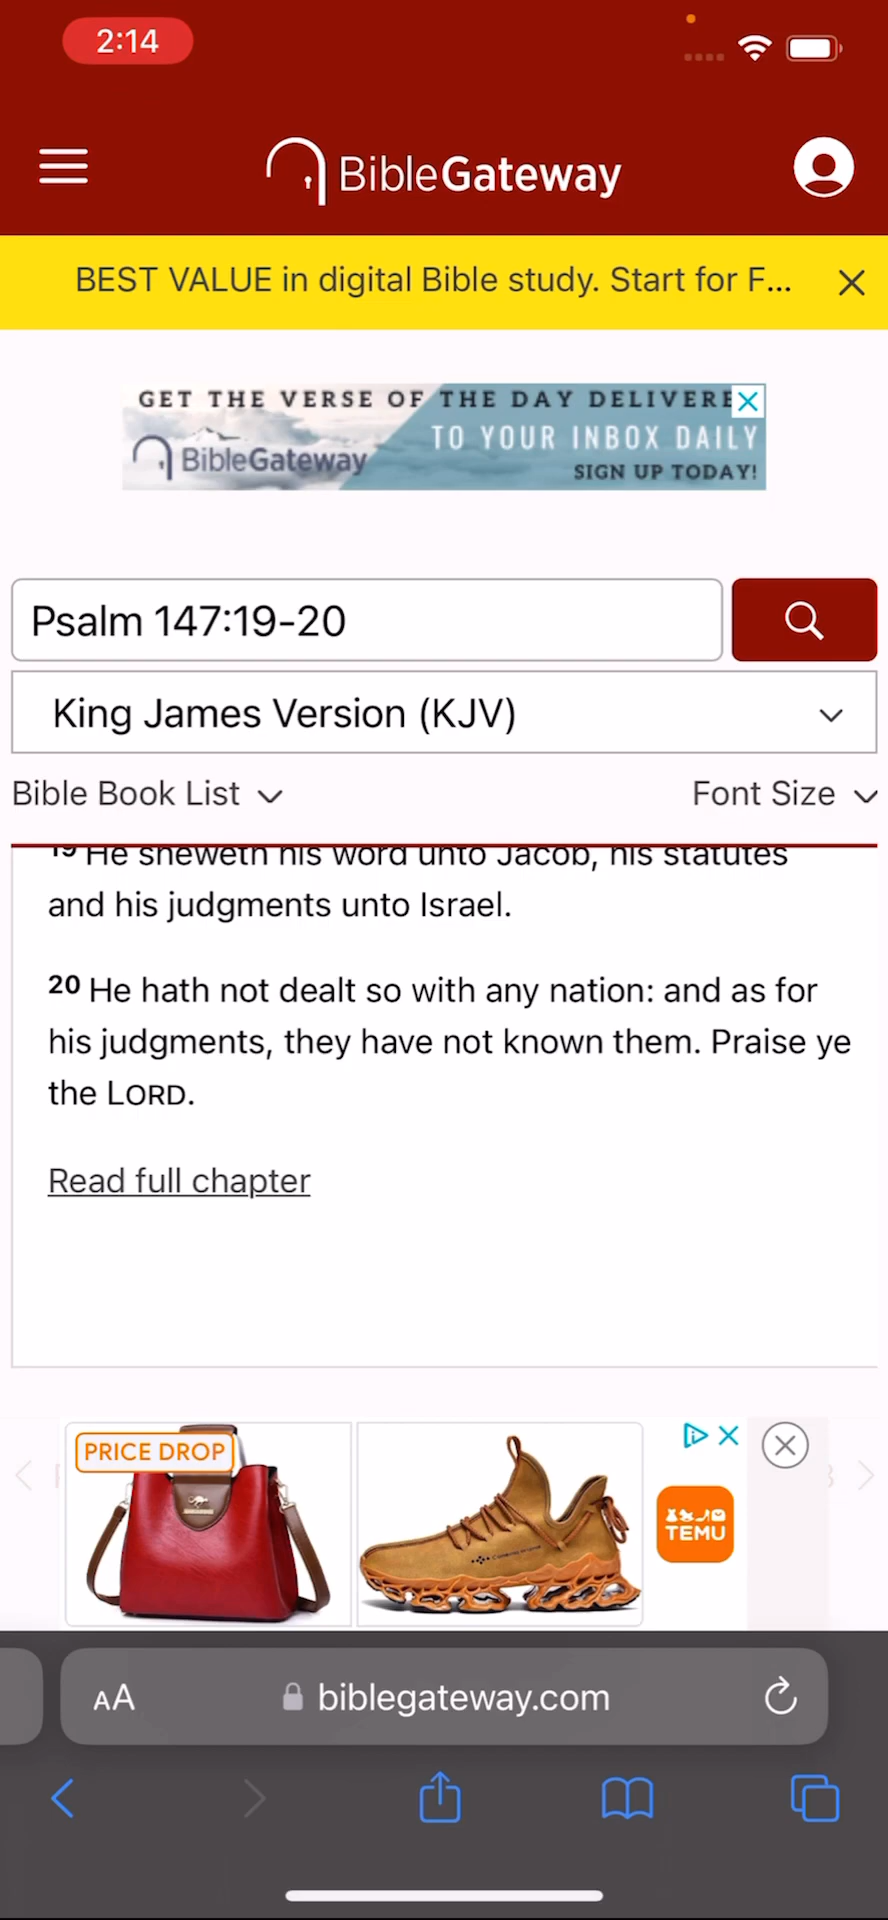 2:14
BibleGateway
BEST VALUE in digital Bible study. Start for F...
GET THE VERSE OF THE DAY DELIVERE
TO YOUR INBOX DAILY
BibleGateway
SIGN UP TODAY!
Psalm 147:19-20
King James Version (KJV)
Bible Book List
Font Size
19 He sheweth his word unto Jacob, his statutes
and his judgments unto Israel.
20 He hath not dealt so with any nation: and as for
his judgments, they have not known them. Praise ye
the LORD.
Read full chapter
PRICE DROP
TEMU
AA
biblegateway.com